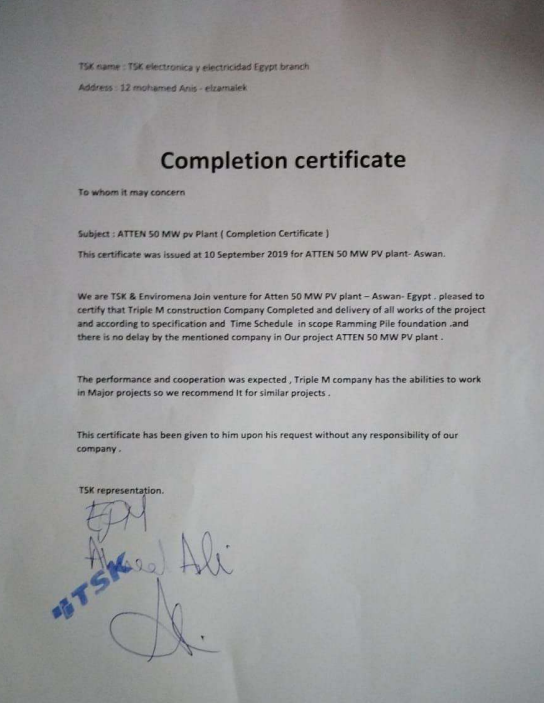 TSK name : TSK electronica y electricidad Egypt branch
Address : 12 mohamed Anis - elzamalek
Completion certificate
To whom it may concern
Subject : ATTEN 50 MW pv Plant ( Completion Certificate )
This certificate was issued at 10 September 2019 for ATTEN 50 MW PV plant- Aswan.
We are TSK & Enviromena Join venture for Atten 50 MW PV plant – Aswan- Egypt . pleased to
certify that Triple M construction Company Completed and delivery of all works of the project
and according to specification and Time Schedule in scope Ramming Pile foundation .and
there is no delay by the mentioned company in Our project ATTEN 50 MW PV plant .
The performance and cooperation was expected , Triple M company has the abilities to work
in Major projects so we recommend It for similar projects .
This certificate has been given to him upon his request without any responsibility of our
company .
TSK representation.
Ali
TSK